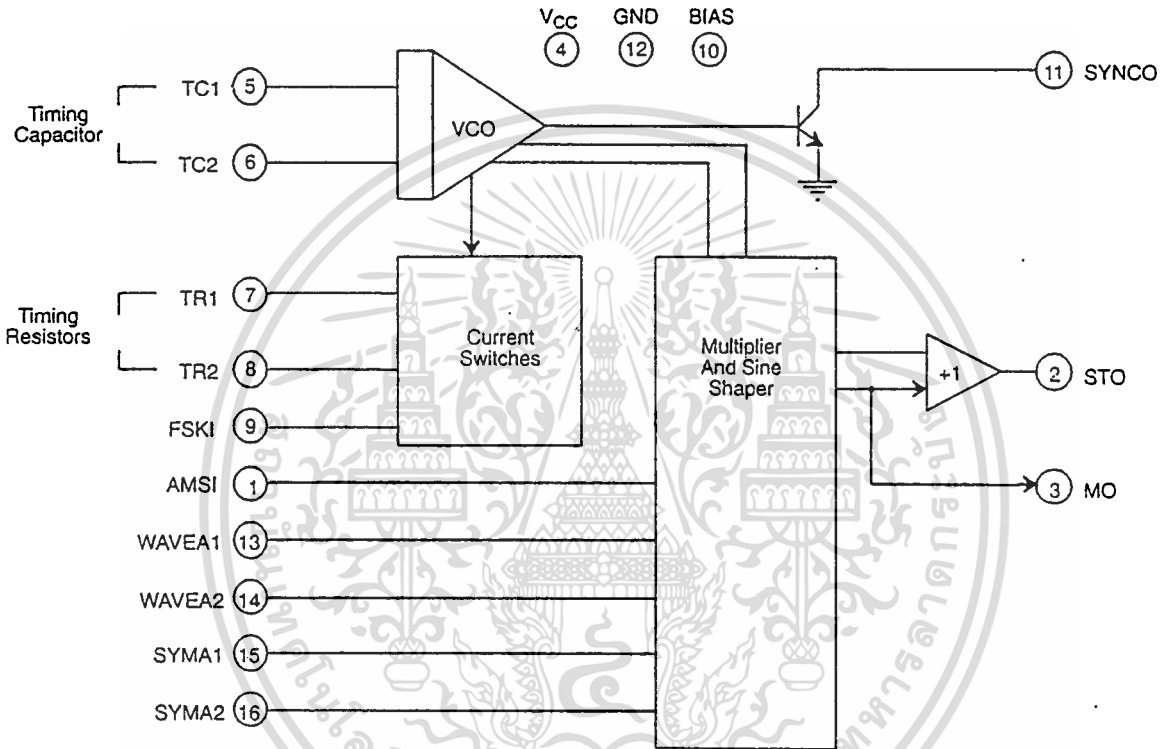 VCC GND BIAS
4 12 10
TC1 5
Timing
Capacitor
TC2 6
VCO
11 SYNCO
TR1 7
Timing
Resistors
TR2 8
Current
Switches
FSKI 9
AMSI 1
WAVEA1 13
WAVEA2 14
SYMA1 15
SYMA2 16
Multiplier
And Sine
Shaper
+1
2 STO
3 MO